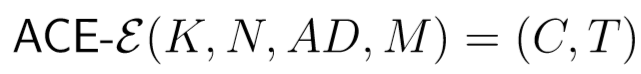 ACE-ℰ(K, N, AD, M) = (C, T)